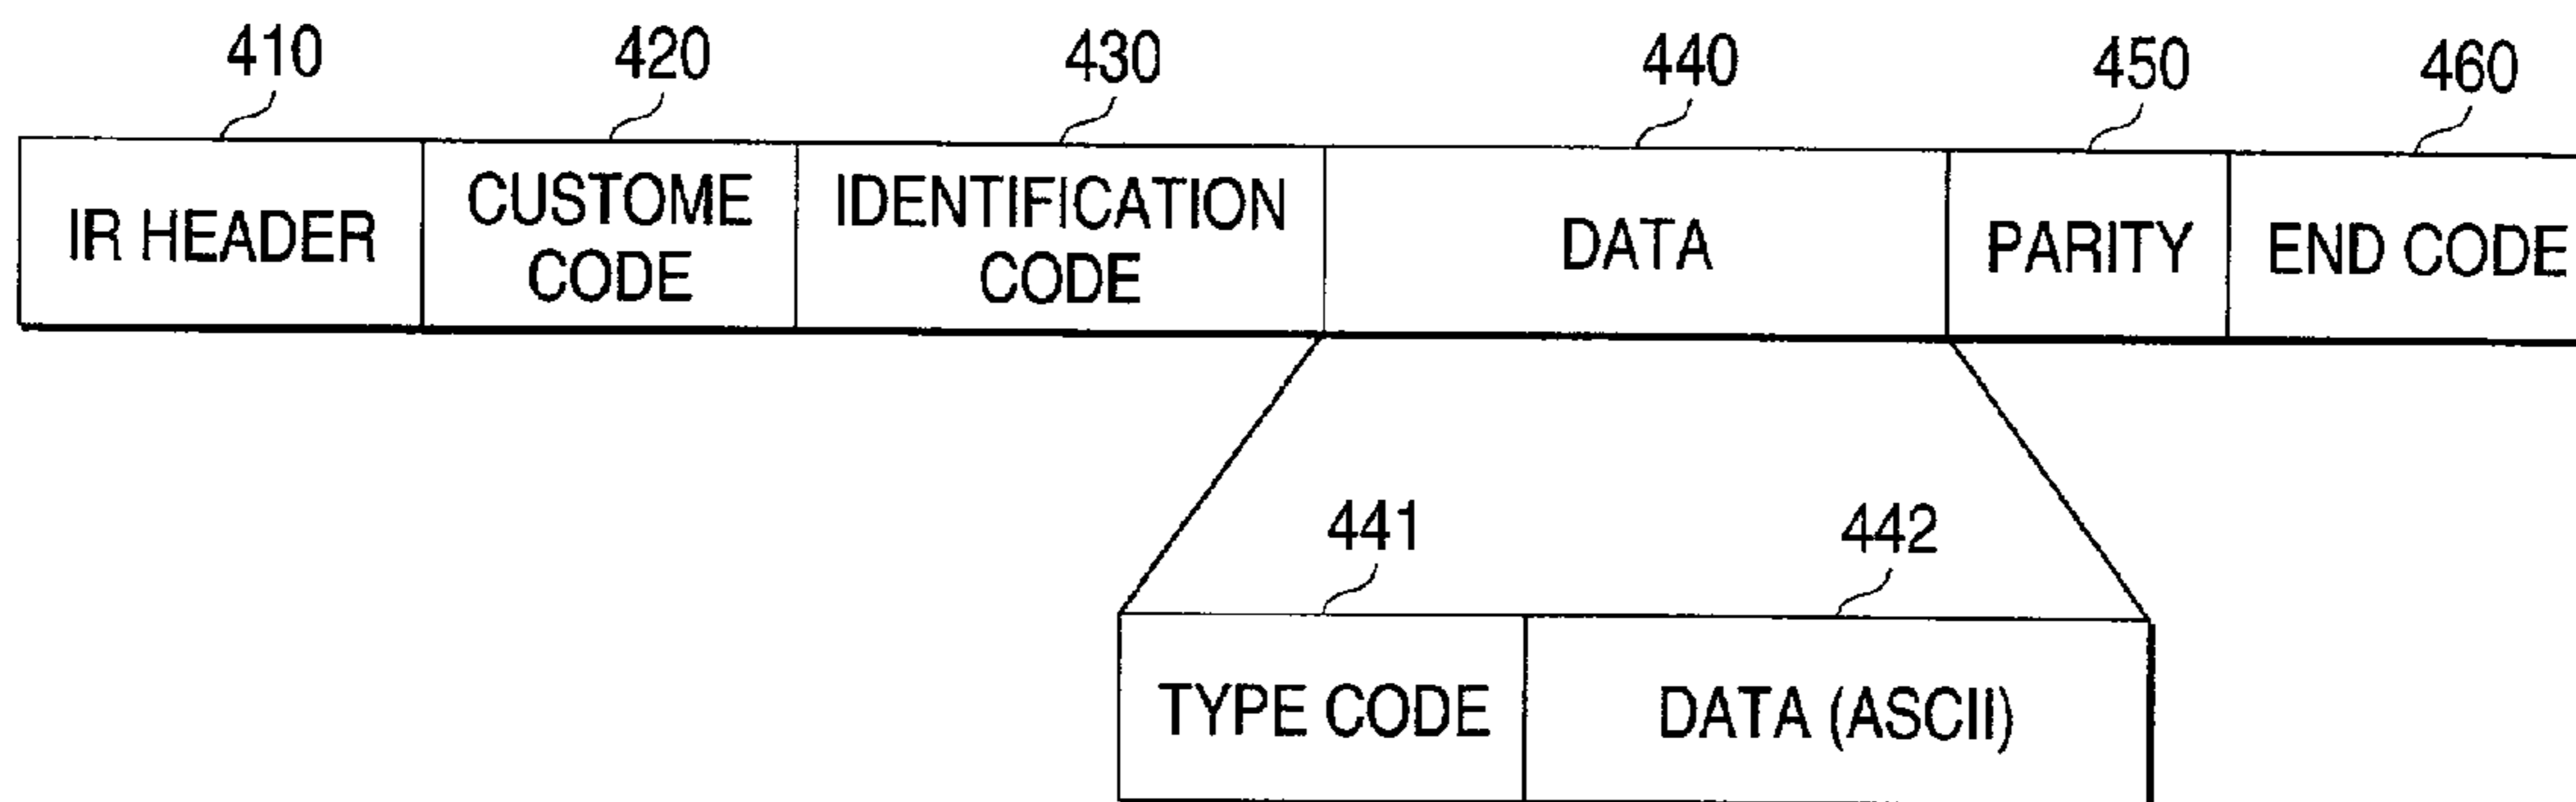 410 420 430 440 450 460
IR HEADER
CUSTOME
CODE
IDENTIFICATION
CODE
DATA
PARITY
END CODE
441 442
TYPE CODE
DATA (ASCII)